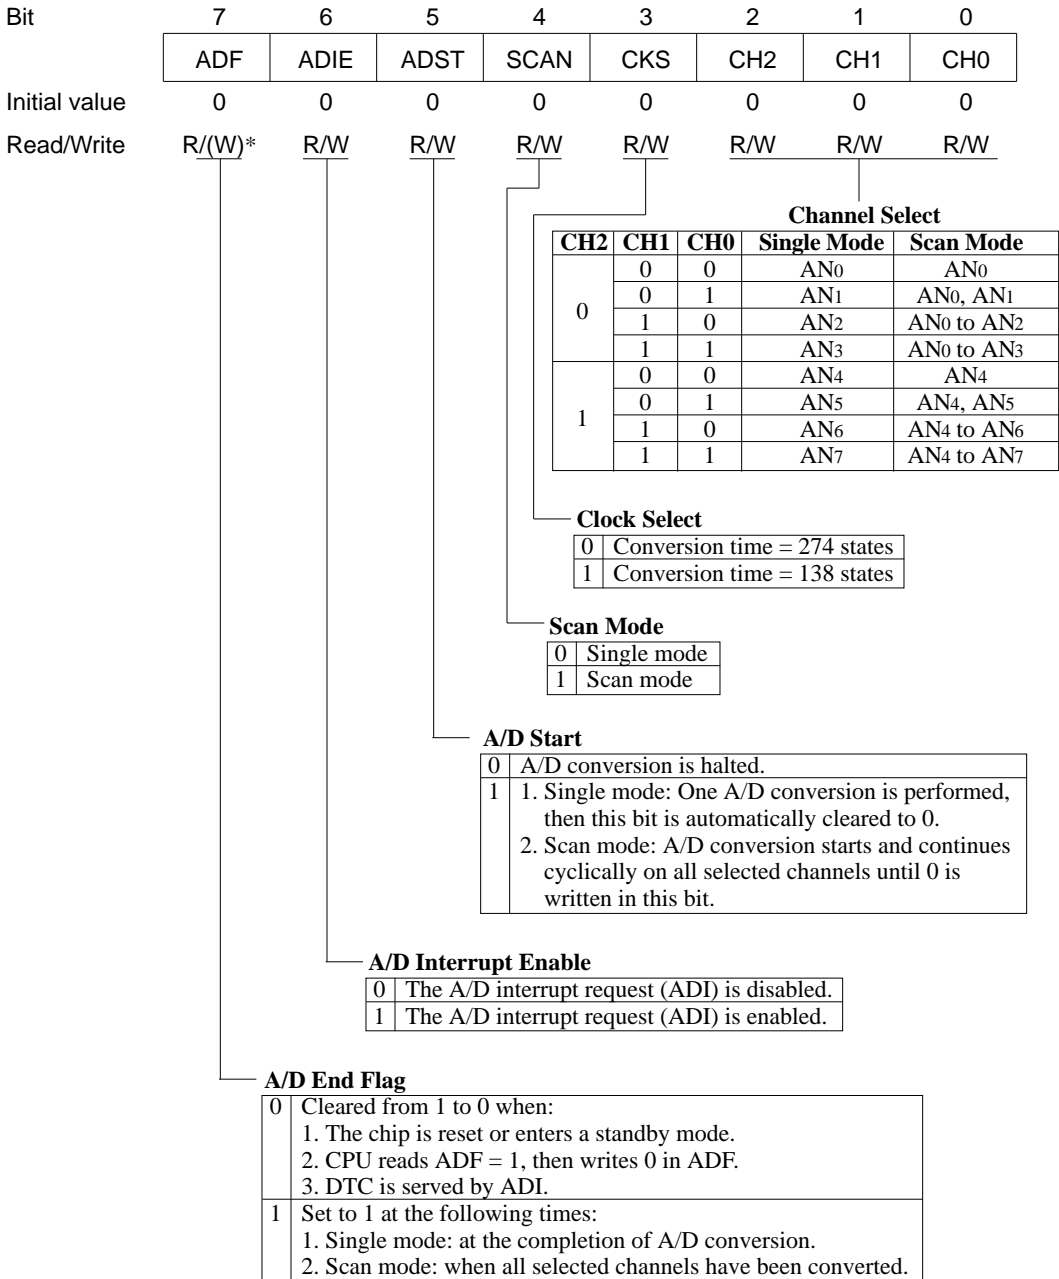 Bit 7 6 5 4 3 2 1 0
ADF ADIE ADST SCAN CKS CH2 CH1 CH0
Initial value 0 0 0 0 0 0 0 0
Read/Write R/(W)* R/W R/W R/W R/W R/W R/W R/W
Channel Select
CH2 CH1 CH0 Single Mode Scan Mode
0 0 0 AN0 AN0
0 1 AN1 AN0, AN1
1 0 AN2 AN0 to AN2
1 1 AN3 AN0 to AN3
1 0 0 AN4 AN4
0 1 AN5 AN4, AN5
1 0 AN6 AN4 to AN6
1 1 AN7 AN4 to AN7
Clock Select
0 Conversion time = 274 states
1 Conversion time = 138 states
Scan Mode
0 Single mode
1 Scan mode
A/D Start
0 A/D conversion is halted.
1 1. Single mode: One A/D conversion is performed,
then this bit is automatically cleared to 0.
2. Scan mode: A/D conversion starts and continues
cyclically on all selected channels until 0 is
written in this bit.
A/D Interrupt Enable
0 The A/D interrupt request (ADI) is disabled.
1 The A/D interrupt request (ADI) is enabled.
A/D End Flag
0 Cleared from 1 to 0 when:
1. The chip is reset or enters a standby mode.
2. CPU reads ADF = 1, then writes 0 in ADF.
3. DTC is served by ADI.
1 Set to 1 at the following times:
1. Single mode: at the completion of A/D conversion.
2. Scan mode: when all selected channels have been converted.